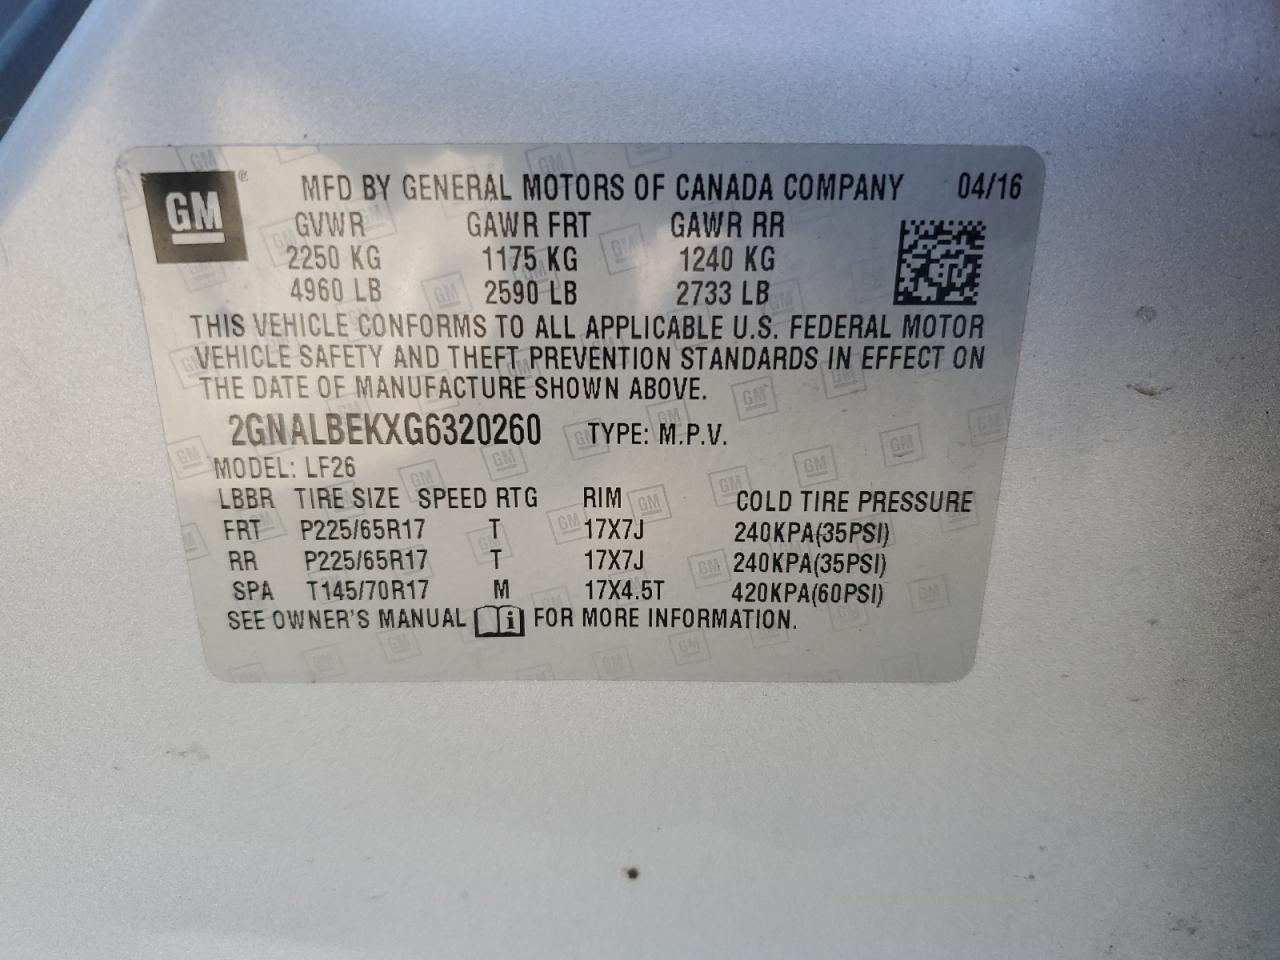 GM ® MFD BY GENERAL MOTORS OF CANADA COMPANY 04/16
GVWR GAWR FRT GAWR RR
2250 KG 1175 KG 1240 KG
4960 LB 2590 LB 2733 LB
THIS VEHICLE CONFORMS TO ALL APPLICABLE U.S. FEDERAL MOTOR
VEHICLE SAFETY AND THEFT PREVENTION STANDARDS IN EFFECT ON
THE DATE OF MANUFACTURE SHOWN ABOVE.
2GNALBEKXG6320260 TYPE: M.P.V.
MODEL: LF26
LBBR TIRE SIZE SPEED RTG RIM COLD TIRE PRESSURE
FRT P225/65R17 T 17X7J 240KPA(35PSI)
RR P225/65R17 T 17X7J 240KPA(35PSI)
SPA T145/70R17 M 17X4.5T 420KPA(60PSI)
SEE OWNER'S MANUAL i FOR MORE INFORMATION.